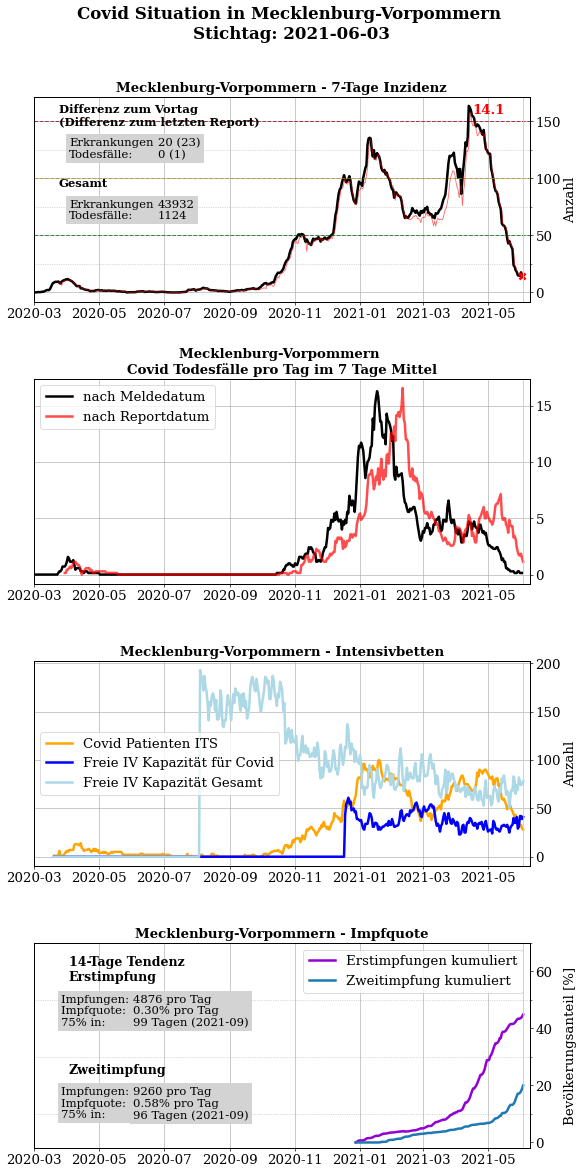 Covid Situation in Mecklenburg-Vorpommern
Stichtag: 2021-06-03
Mecklenburg-Vorpommern - 7-Tage Inzidenz
Differenz zum Vortag
(Differenz zum letzten Report)
Erkrankungen 20 (23)
Todesfälle: 0 (1)
Gesamt
Erkrankungen 43932
Todesfälle: 1124
14.1
150
100
50
0
Anzahl
2020-03 2020-05 2020-07 2020-09 2020-11 2021-01 2021-03 2021-05
Mecklenburg-Vorpommern
Covid Todesfälle pro Tag im 7 Tage Mittel
nach Meldedatum
nach Reportdatum
15
10
5
0
2020-03 2020-05 2020-07 2020-09 2020-11 2021-01 2021-03 2021-05
Mecklenburg-Vorpommern - Intensivbetten
Covid Patienten ITS
Freie IV Kapazität für Covid
Freie IV Kapazität Gesamt
200
150
100
50
0
Anzahl
2020-03 2020-05 2020-07 2020-09 2020-11 2021-01 2021-03 2021-05
Mecklenburg-Vorpommern - Impfquote
14-Tage Tendenz
Erstimpfung
Impfungen: 4876 pro Tag
Impfquote: 0.30% pro Tag
75% in: 99 Tagen (2021-09)
Zweitimpfung
Impfungen: 9260 pro Tag
Impfquote: 0.58% pro Tag
75% in: 96 Tagen (2021-09)
Erstimpfungen kumuliert
Zweitimpfung kumuliert
60
40
20
0
Bevölkerungsanteil [%]
2020-03 2020-05 2020-07 2020-09 2020-11 2021-01 2021-03 2021-05